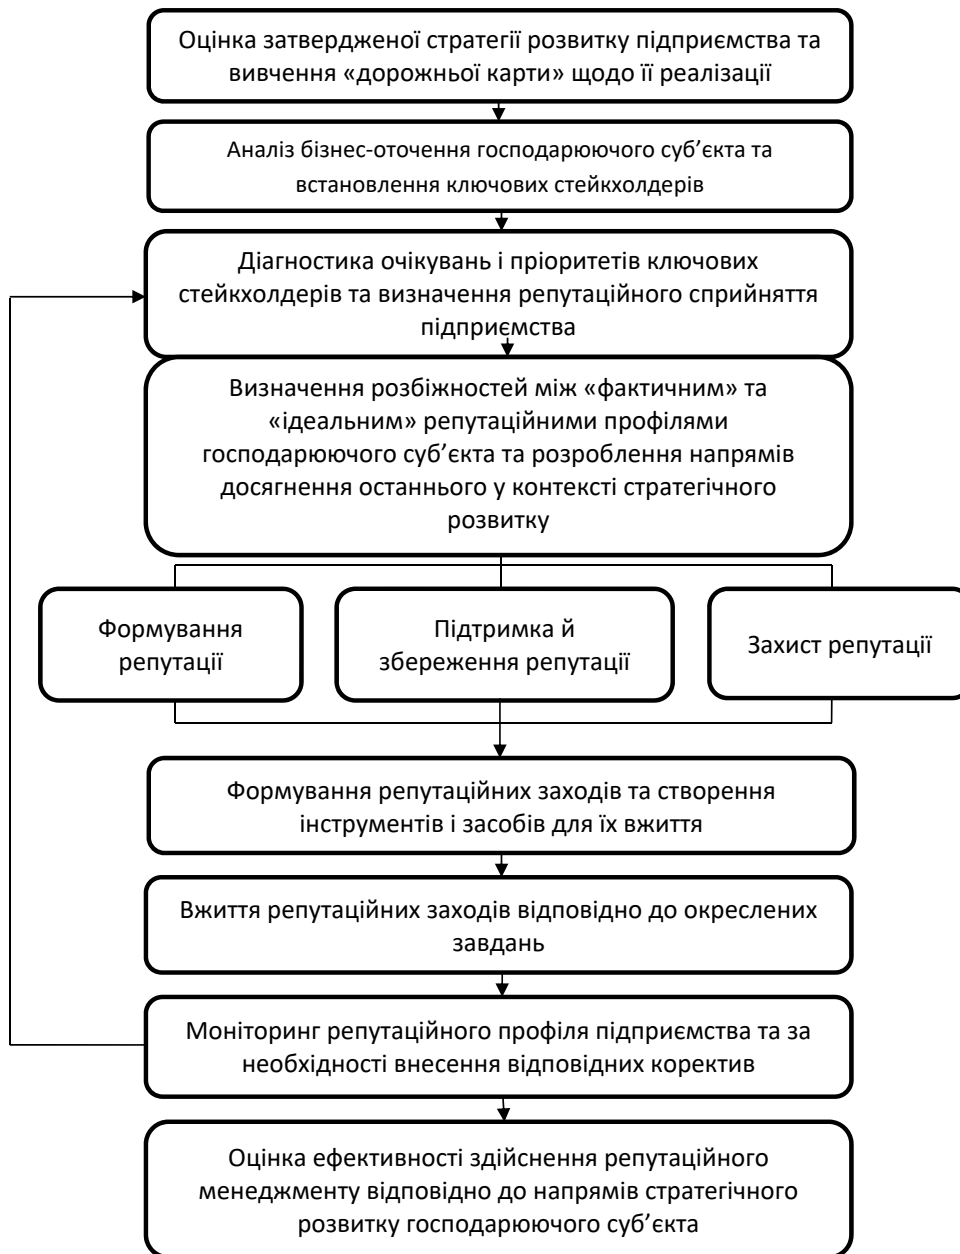 Оцінка затвердженої стратегії розвитку підприємства та
вивчення «дорожньої карти» щодо її реалізації
Аналіз бізнес-оточення господарюючого суб’єкта та
встановлення ключових стейкхолдерів
Діагностика очікувань і пріоритетів ключових
стейкхолдерів та визначення репутаційного сприйняття
підприємства
Визначення розбіжностей між «фактичним» та
«ідеальним» репутаційними профілями
господарюючого суб’єкта та розроблення напрямів
досягнення останнього у контексті стратегічного
розвитку
Формування
репутації
Підтримка й
збереження репутації
Захист репутації
Формування репутаційних заходів та створення
інструментів і засобів для їх вжиття
Вжиття репутаційних заходів відповідно до окреслених
завдань
Моніторинг репутаційного профіля підприємства та за
необхідності внесення відповідних коректив
Оцінка ефективності здійснення репутаційного
менеджменту відповідно до напрямів стратегічного
розвитку господарюючого суб’єкта